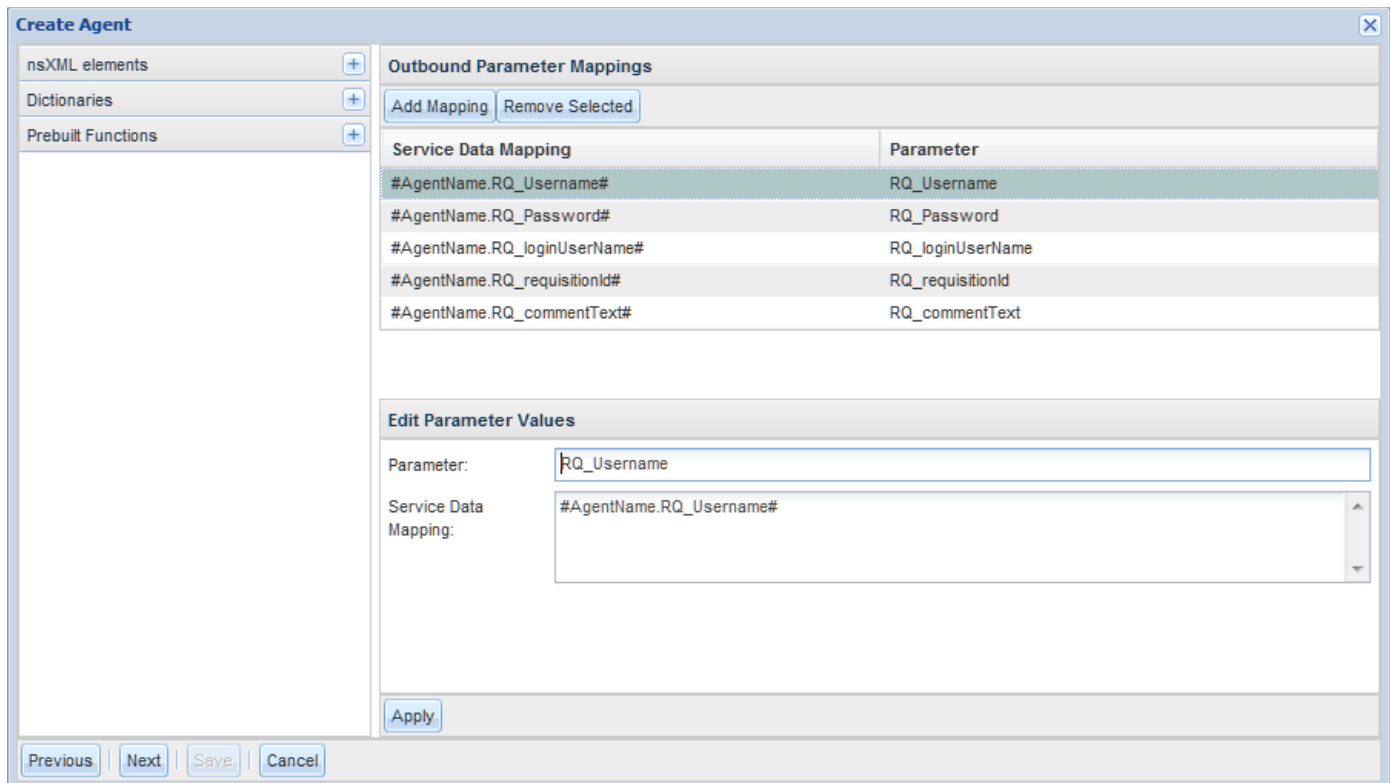 Create Agent
nsXML elements
Dictionaries
Prebuilt Functions
Outbound Parameter Mappings
Add Mapping Remove Selected
Service Data Mapping Parameter
#AgentName.RQ_Username# RQ_Username
#AgentName.RQ_Password# RQ_Password
#AgentName.RQ_loginUserName# RQ_loginUserName
#AgentName.RQ_requisitionId# RQ_requisitionId
#AgentName.RQ_commentText# RQ_commentText
Edit Parameter Values
Parameter: RQ_Username
Service Data #AgentName.RQ_Username#
Mapping:
Apply
Previous Next Save Cancel